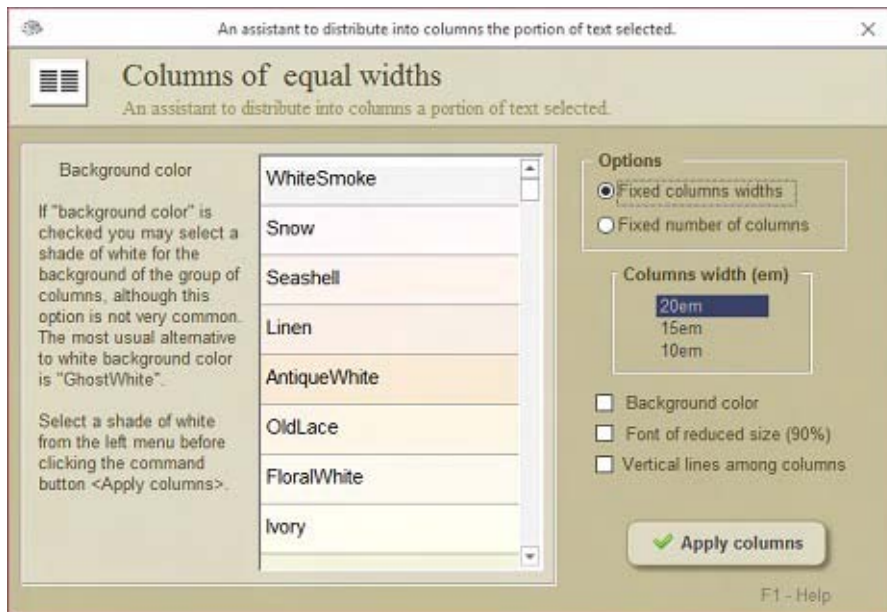 An assistant to distribute into columns the portion of text selected.
Columns of equal widths
An assistant to distribute into columns a portion of text selected.
Background color
If "background color" is
checked you may select a
shade of white for the
background of the group of
columns, although this
option is not very common.
The most usual alternative
to white background color
is "GhostWhite".
Select a shade of white
from the left menu before
clicking the command
button <Apply columns>.
WhiteSmoke
Snow
Seashell
Linen
AntiqueWhite
OldLace
FloralWhite
Ivory
Options
Fixed columns widths
Fixed number of columns
Columns width (em)
20em
15em
10em
Background color
Font of reduced size (90%)
Vertical lines among columns
Apply columns
F1 - Help